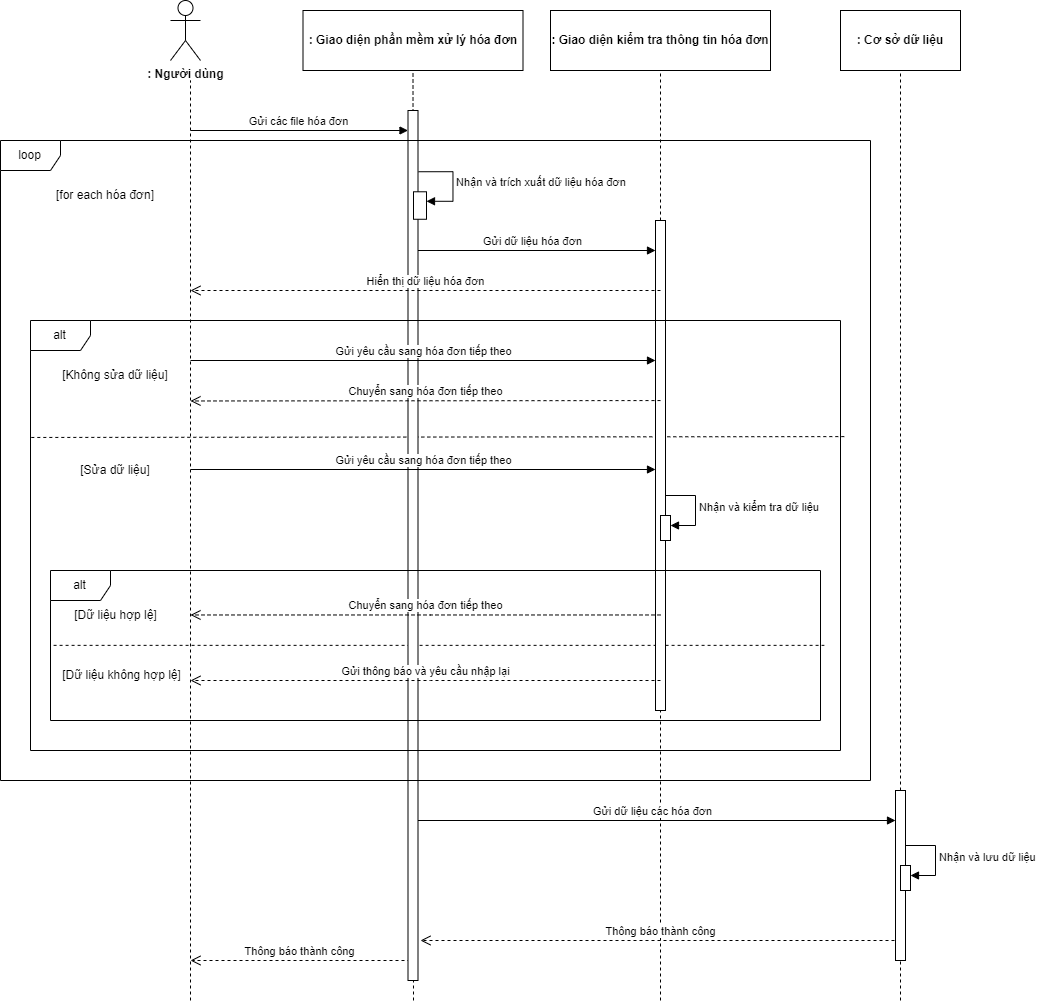 : Người dùng
: Giao diện phần mềm xử lý hóa đơn
: Giao diện kiểm tra thông tin hóa đơn
: Cơ sở dữ liệu
Gửi các file hóa đơn
loop
[for each hóa đơn]
Nhận và trích xuất dữ liệu hóa đơn
Gửi dữ liệu hóa đơn
Hiển thị dữ liệu hóa đơn
alt
Gửi yêu cầu sang hóa đơn tiếp theo
[Không sửa dữ liệu]
Chuyển sang hóa đơn tiếp theo
Gửi yêu cầu sang hóa đơn tiếp theo
[Sửa dữ liệu]
Nhận và kiểm tra dữ liệu
alt
Chuyển sang hóa đơn tiếp theo
[Dữ liệu hợp lệ]
Gửi thông báo và yêu cầu nhập lại
[Dữ liệu không hợp lệ]
Gửi dữ liệu các hóa đơn
Nhận và lưu dữ liệu
Thông báo thành công
Thông báo thành công